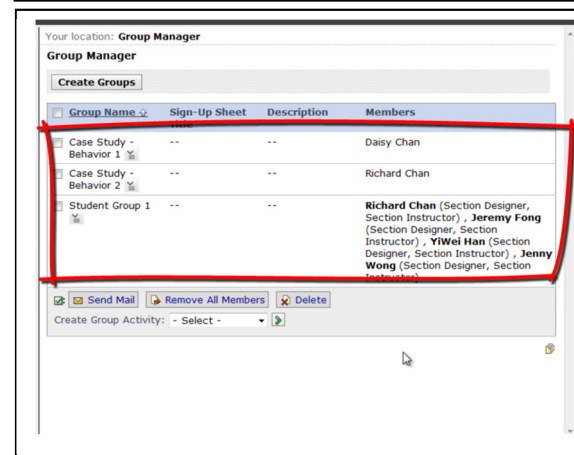 Your location: Group Manager
Group Manager
Create Groups
Group Name Sign-Up Sheet Title Description Members
Case Study - Behavior 1 -- -- Daisy Chan
Case Study - Behavior 2 -- -- Richard Chan
Student Group 1 -- -- Richard Chan (Section Designer,
Section Instructor) , Jeremy Fong
(Section Designer, Section
Instructor) , YiWei Han (Section
Designer, Section Instructor) , Jenny
Wong (Section Designer, Section
Instructor)
Send Mail Remove All Members Delete
Create Group Activity: - Select -